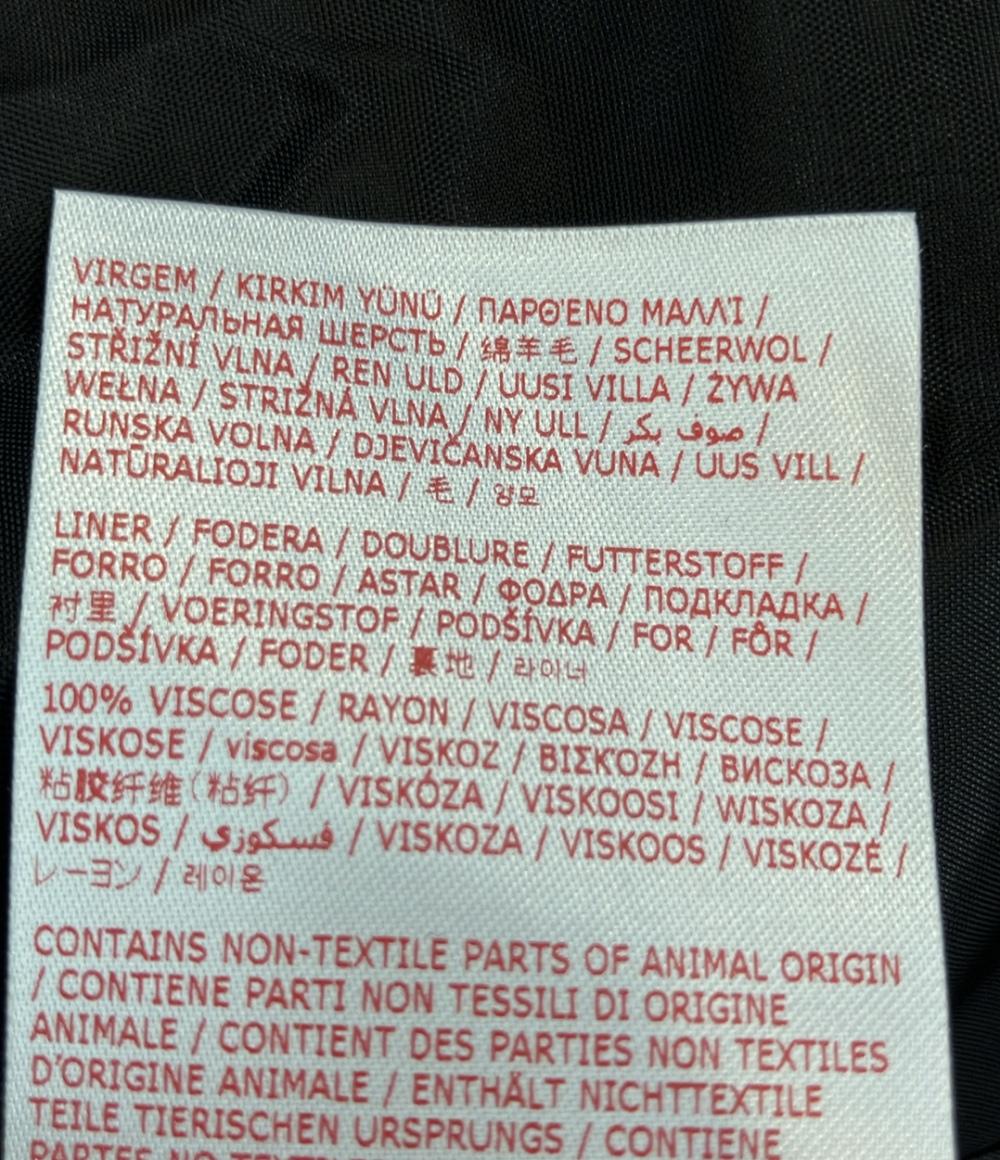 VIRGEM / KIRKIM YÜNÜ / ΠΑΡΘΈΝΟ ΜΑΛΛΊ /
НАТУРАЛЬНАЯ ШЕРСТЬ / 绵羊毛 / SCHEERWOL /
STŘIŽNÍ VLNA / REN ULD / UUSI VILLA / ŻYWA
WEŁNA / STRIŽNÁ VLNA / NY ULL / صوف بكر /
RUNSKA VOLNA / DJEVIČANSKA VUNA / UUS VILL /
NATŪRALIOJI VILNA / 毛 / 양모
LINER / FODERA / DOUBLURE / FUTTERSTOFF /
FORRO / FORRO / ASTAR / ΦΟΔΡΑ / ПОДКЛАДКА /
衬里 / VOERINGSTOF / PODŠÍVKA / FOR / FÔR /
PODŠÍVKA / FODER / 裏地 / 라이너
100% VISCOSE / RAYON / VISCOSA / VISCOSE /
VISKOSE / viscosa / VISKOZ / ΒΙΣΚΌΖΗ / ВИСКОЗА /
粘胶纤维(粘纤) / VISKÓZA / VISKOOSI / WISKOZA /
VISKOS / فسكوزي / VISKOZA / VISKOOS / VISKOZĖ /
レーヨン / 레이온
CONTAINS NON-TEXTILE PARTS OF ANIMAL ORIGIN
/ CONTIENE PARTI NON TESSILI DI ORIGINE
ANIMALE / CONTIENT DES PARTIES NON TEXTILES
D'ORIGINE ANIMALE / ENTHÄLT NICHTTEXTILE
TEILE TIERISCHEN URSPRUNGS / CONTIENE
PARTES NO